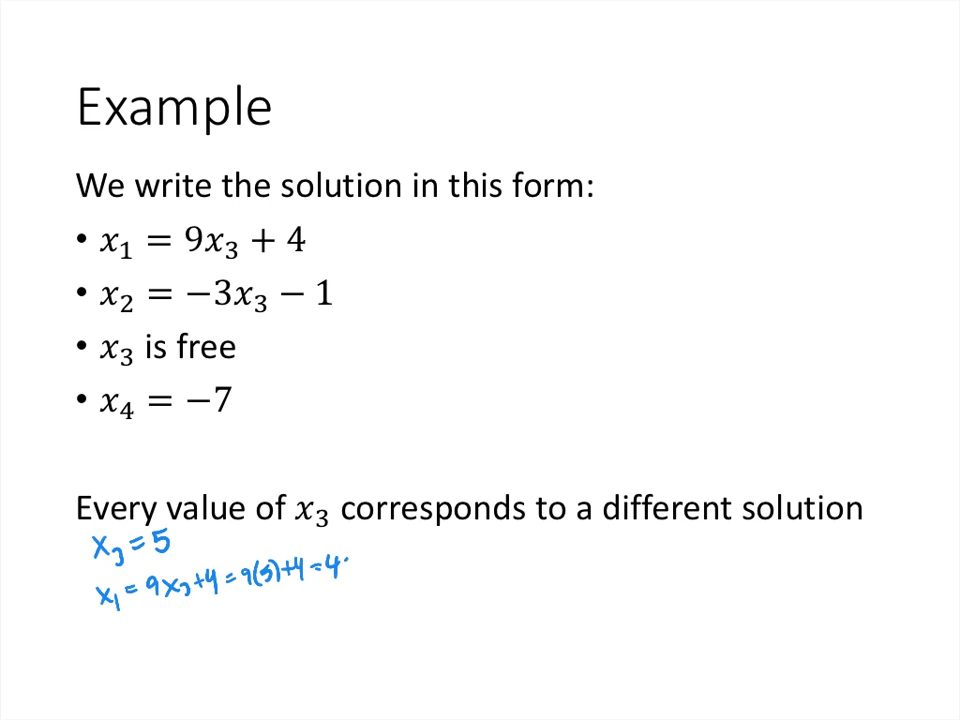 Example
We write the solution in this form:
• x₁ = 9x₃ + 4
• x₂ = −3x₃ − 1
• x₃ is free
• x₄ = −7
Every value of x₃ corresponds to a different solution
x₃ = 5
x₁ = 9x₃ + 4 = 9(5) + 4 = 4